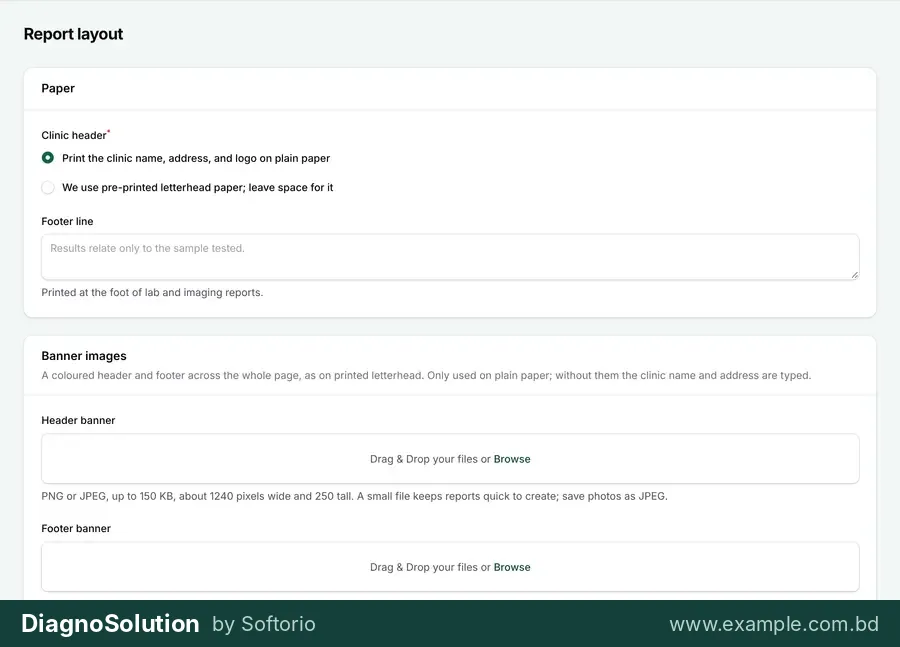 Report layout
Paper
Clinic header*
Print the clinic name, address, and logo on plain paper
We use pre-printed letterhead paper; leave space for it
Footer line
Results relate only to the sample tested.
Printed at the foot of lab and imaging reports.
Banner images
A coloured header and footer across the whole page, as on printed letterhead. Only used on plain paper; without them the clinic name and address are typed.
Header banner
Drag & Drop your files or Browse
PNG or JPEG, up to 150 KB, about 1240 pixels wide and 250 tall. A small file keeps reports quick to create; save photos as JPEG.
Footer banner
Drag & Drop your files or Browse
DiagnoSolution by Softorio
www.example.com.bd